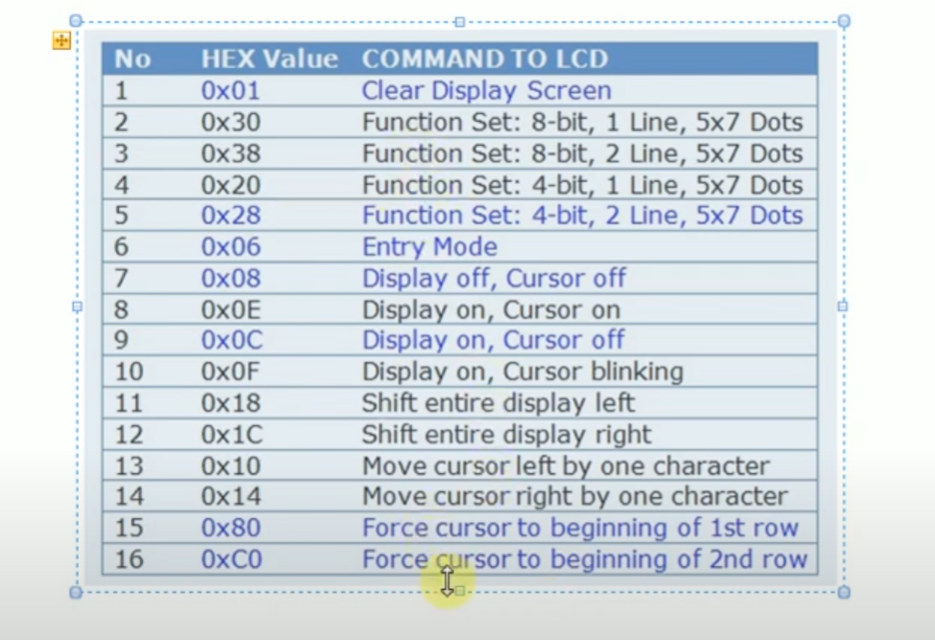 No HEX Value COMMAND TO LCD
1 0x01 Clear Display Screen
2 0x30 Function Set: 8-bit, 1 Line, 5x7 Dots
3 0x38 Function Set: 8-bit, 2 Line, 5x7 Dots
4 0x20 Function Set: 4-bit, 1 Line, 5x7 Dots
5 0x28 Function Set: 4-bit, 2 Line, 5x7 Dots
6 0x06 Entry Mode
7 0x08 Display off, Cursor off
8 0x0E Display on, Cursor on
9 0x0C Display on, Cursor off
10 0x0F Display on, Cursor blinking
11 0x18 Shift entire display left
12 0x1C Shift entire display right
13 0x10 Move cursor left by one character
14 0x14 Move cursor right by one character
15 0x80 Force cursor to beginning of 1st row
16 0xC0 Force cursor to beginning of 2nd row